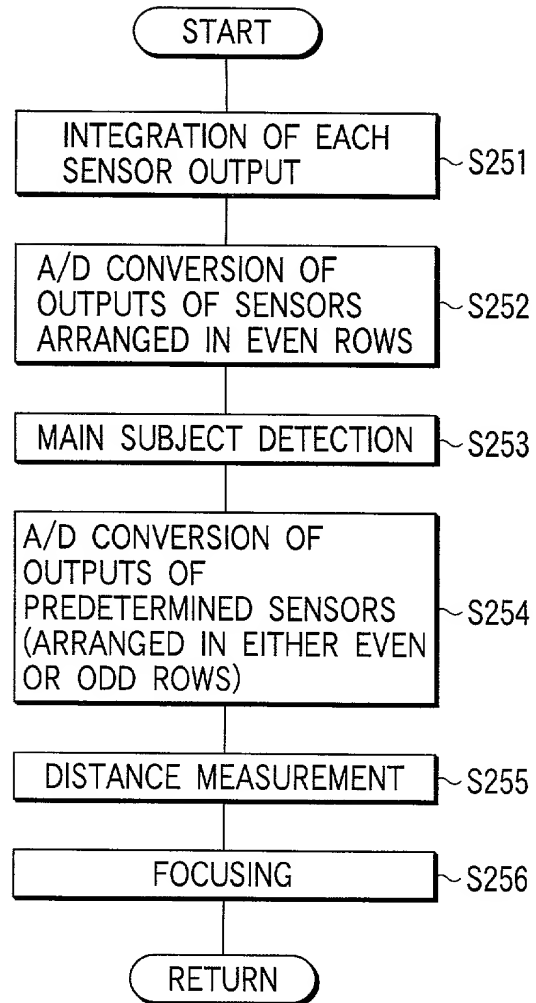 START
INTEGRATION OF EACH
SENSOR OUTPUT
S251
A/D CONVERSION OF
OUTPUTS OF SENSORS
ARRANGED IN EVEN ROWS
S252
MAIN SUBJECT DETECTION
S253
A/D CONVERSION OF
OUTPUTS OF
PREDETERMINED SENSORS
(ARRANGED IN EITHER EVEN
OR ODD ROWS)
S254
DISTANCE MEASUREMENT
S255
FOCUSING
S256
RETURN